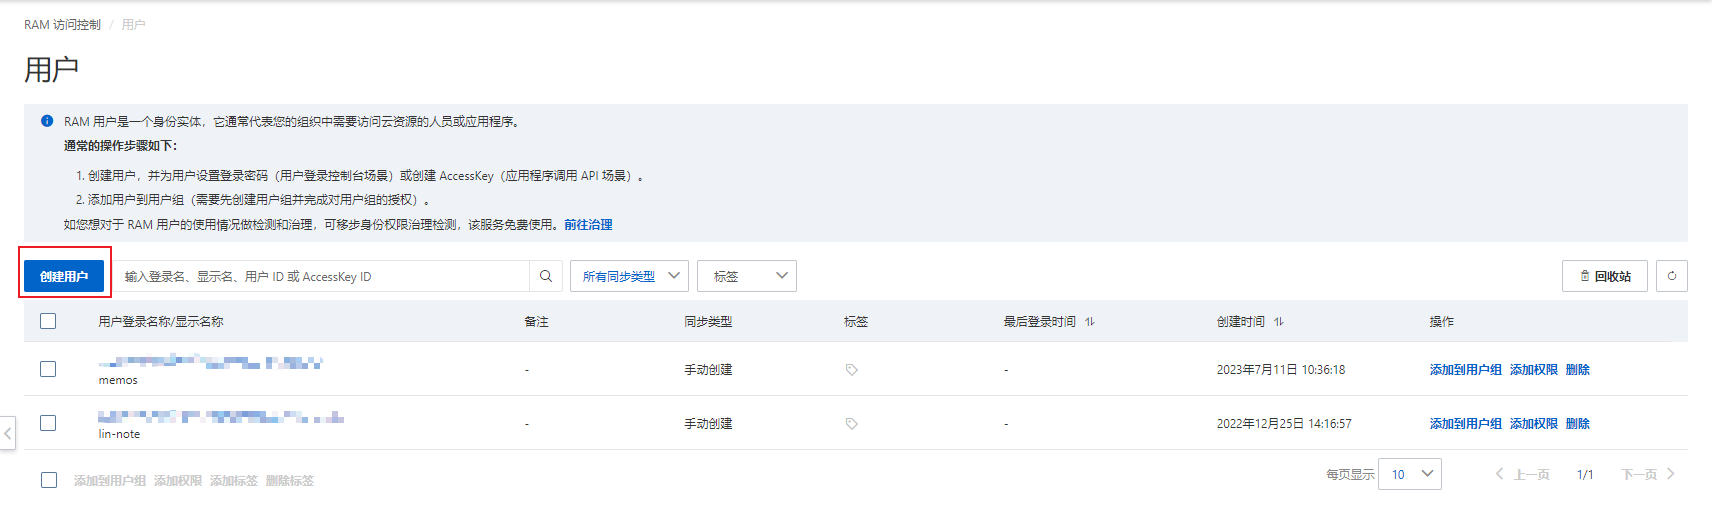 RAM 访问控制 / 用户
用户
RAM 用户是一个身份实体，它通常代表您的组织中需要访问云资源的人员或应用程序。
通常的操作步骤如下：
1. 创建用户，并为用户设置登录密码（用户登录控制台场景）或创建 AccessKey（应用程序调用 API 场景）。
2. 添加用户到用户组（需要先创建用户组并完成对用户组的授权）。
如您想对于 RAM 用户的使用情况做检测和治理，可移步身份权限治理检测，该服务免费使用。前往治理
创建用户 输入登录名、显示名、用户 ID 或 AccessKey ID 所有同步类型 标签 回收站
用户登录名称/显示名称 备注 同步类型 标签 最后登录时间 创建时间 操作
- 手动创建 - 2023年7月11日 10:36:18 添加到用户组 添加权限 删除
memos
- 手动创建 - 2022年12月25日 14:16:57 添加到用户组 添加权限 删除
lin-note
添加到用户组 添加权限 添加标签 删除标签 每页显示 10 上一页 1/1 下一页